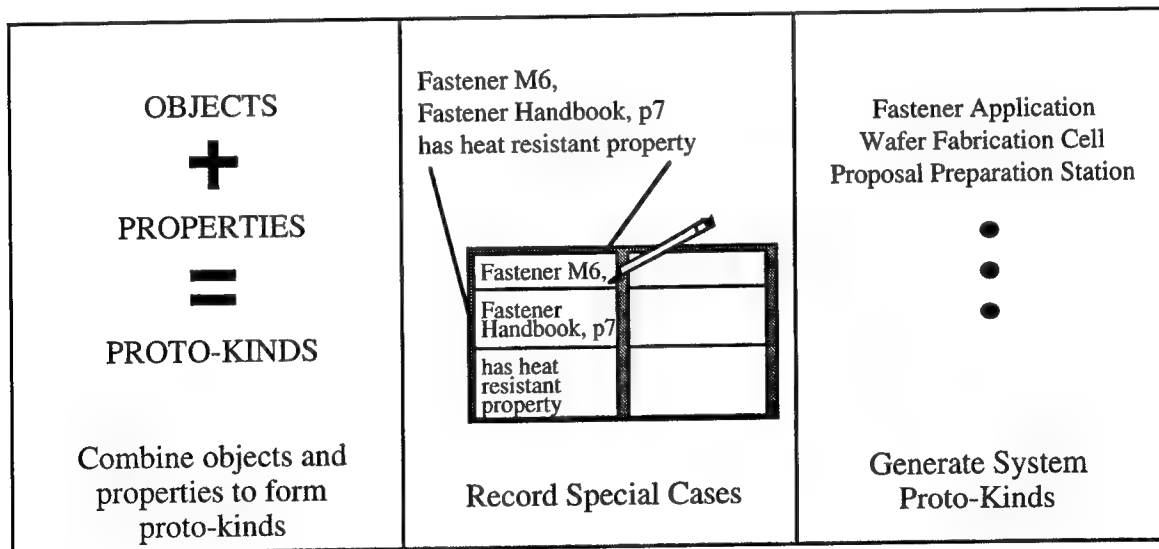 OBJECTS
+
PROPERTIES
=
PROTO-KINDS
Combine objects and
properties to form
proto-kinds
Fastener M6,
Fastener Handbook, p7
has heat resistant property
Fastener M6,
Fastener
Handbook, p7
has heat
resistant
property
Record Special Cases
Fastener Application
Wafer Fabrication Cell
Proposal Preparation Station
Generate System
Proto-Kinds